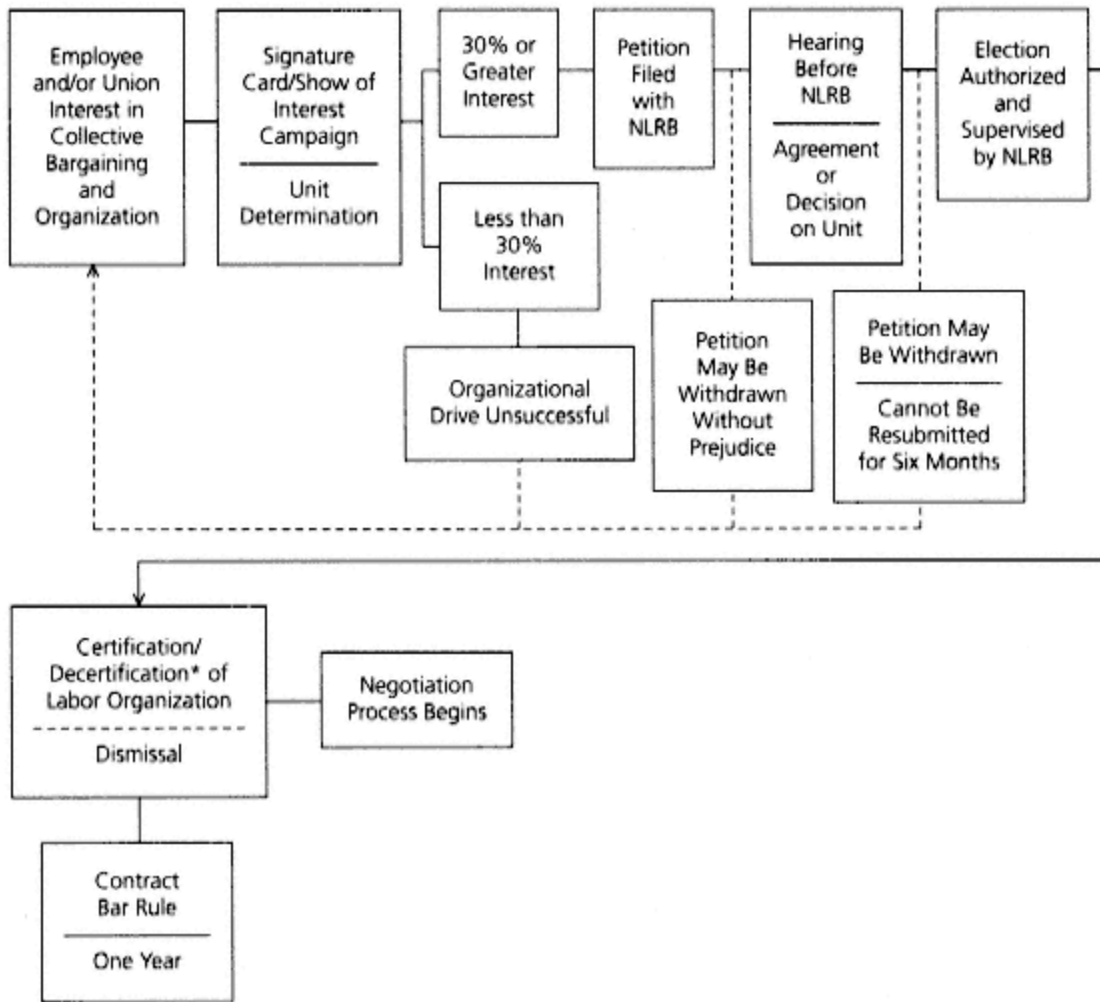 Employee
and/or Union
Interest in
Collective
Bargaining
and
Organization
Signature
Card/Show of
Interest
Campaign
Unit
Determination
30% or
Greater
Interest
Less than
30%
Interest
Organizational
Drive Unsuccessful
Petition
Filed
with
NLRB
Petition
May Be
Withdrawn
Without
Prejudice
Hearing
Before
NLRB
Agreement
or
Decision
on Unit
Petition May
Be Withdrawn
Cannot Be
Resubmitted
for Six Months
Election
Authorized
and
Supervised
by NLRB
Certification/
Decertification* of
Labor Organization
Dismissal
Negotiation
Process Begins
Contract
Bar Rule
One Year